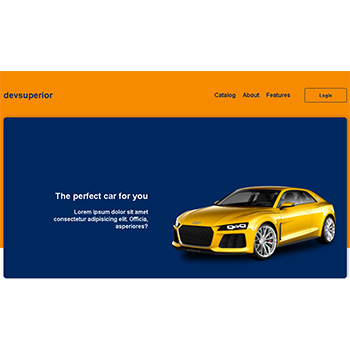 devsuperior
Catalog About Features Login
The perfect car for you
Lorem ipsum dolor sit amet
consectetur adipisicing elit. Officia,
asperiores?